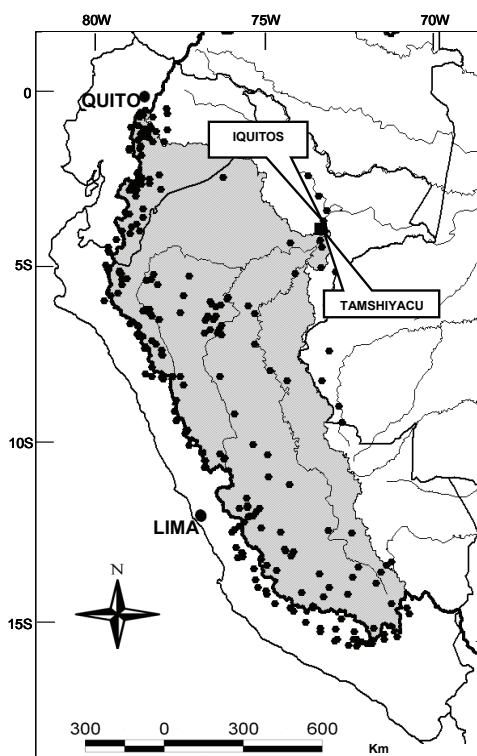 80W 75W 70W
0
QUITO
IQUITOS
5S
TAMSHIYACU
10S
LIMA
N
15S
300 0 300 600
Km